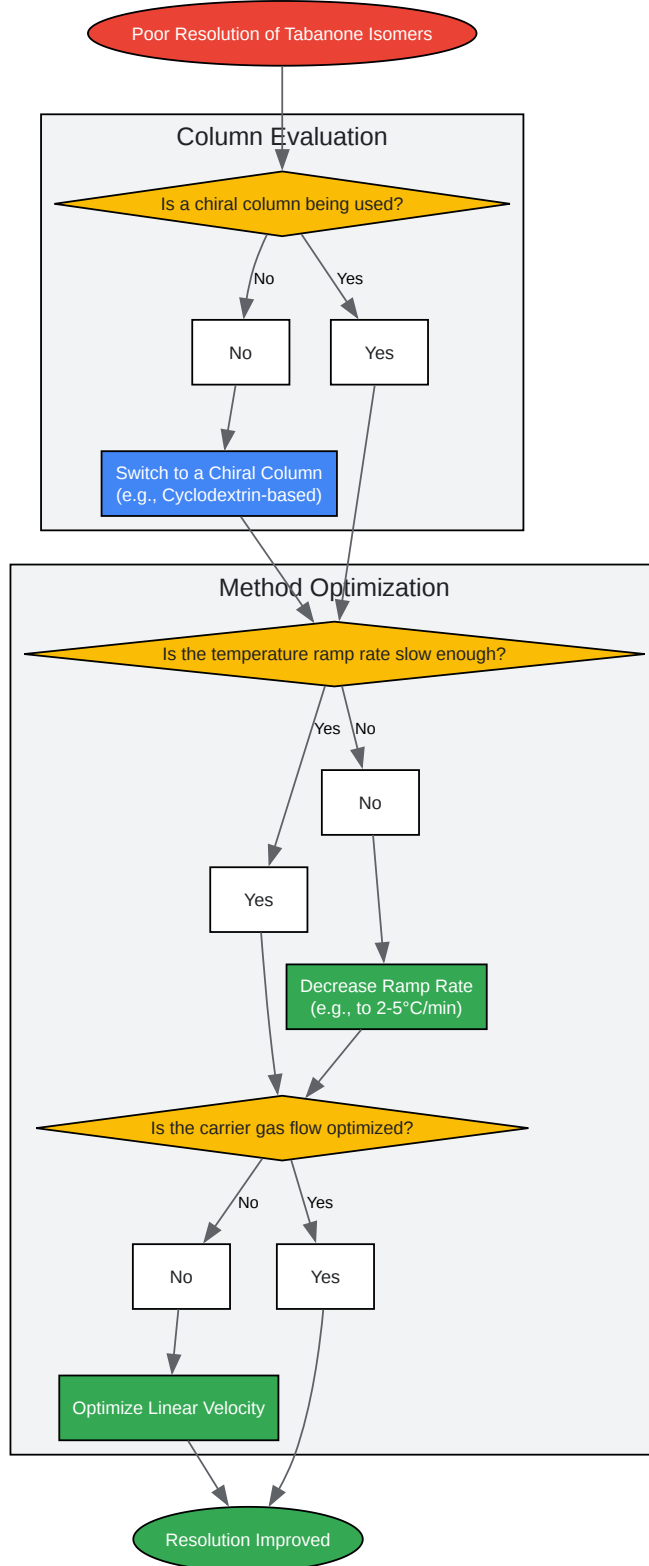 Poor Resolution of Tabanone Isomers
Column Evaluation
Is a chiral column being used?
No
Yes
No
Yes
Switch to a Chiral Column
(e.g., Cyclodextrin-based)
Method Optimization
Is the temperature ramp rate slow enough?
Yes
No
No
Yes
Decrease Ramp Rate
(e.g., to 2-5°C/min)
Is the carrier gas flow optimized?
No
Yes
No
Yes
Optimize Linear Velocity
Resolution Improved